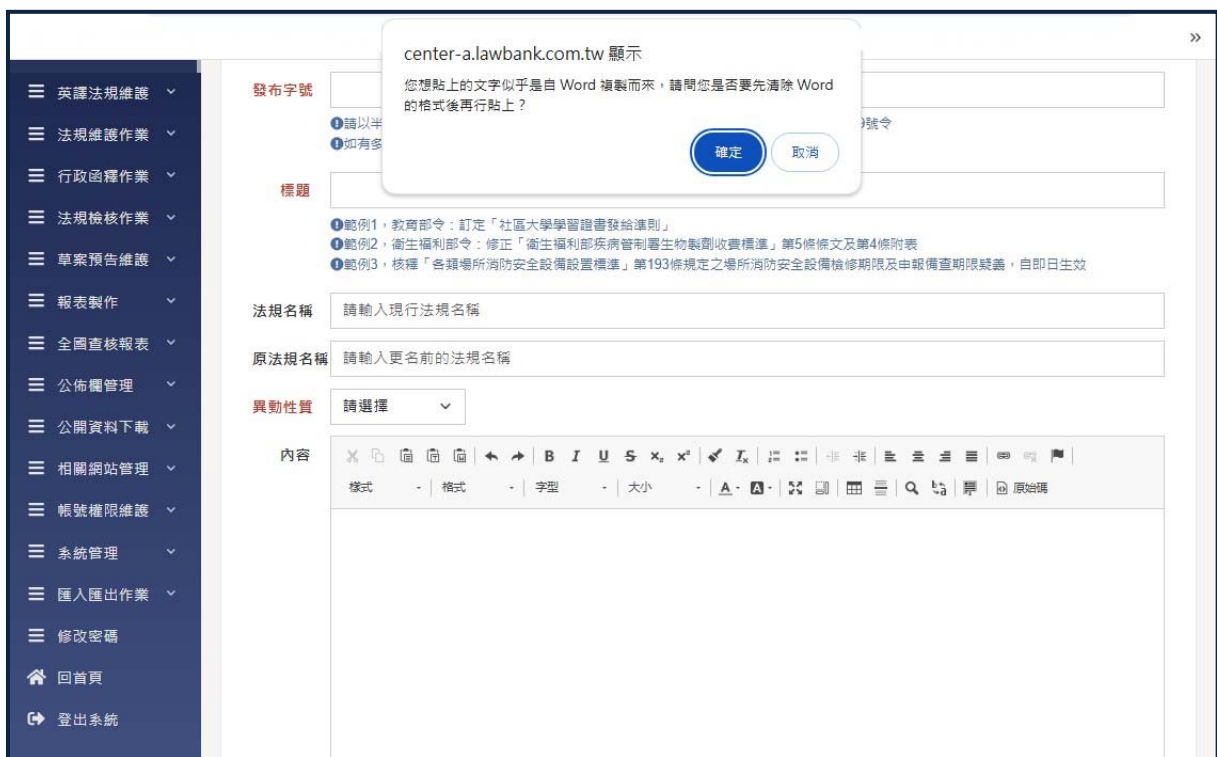 »
center-a.lawbank.com.tw 顯示
您想貼上的文字似乎是自 Word 複製而來，請問您是否要先清除 Word
的格式後再行貼上？
確定 取消
英譯法規維護
法規維護作業
行政函釋作業
法規檢核作業
草案預告維護
報表製作
全國查核報表
公佈欄管理
公開資料下載
相關網站管理
帳號權限維護
系統管理
匯入匯出作業
修改密碼
回首頁
登出系統
發布字號
請以半
號令
如有多
標題
範例1，教育部令：訂定「社區大學學習證書發給準則」
範例2，衛生福利部令：修正「衛生福利部疾病管制署生物製劑收費標準」第5條條文及第4條附表
範例3，核釋「各類場所消防安全設備設置標準」第193條規定之場所消防安全設備檢修期限及申報備查期限疑義，自即日生效
法規名稱 請輸入現行法規名稱
原法規名稱 請輸入更名前的法規名稱
異動性質 請選擇
內容
B I U S x₂ x² Iₓ
樣式 格式 字型 大小 A A 原始碼